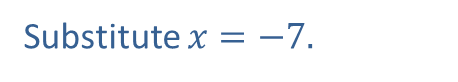 Substitute x = −7.